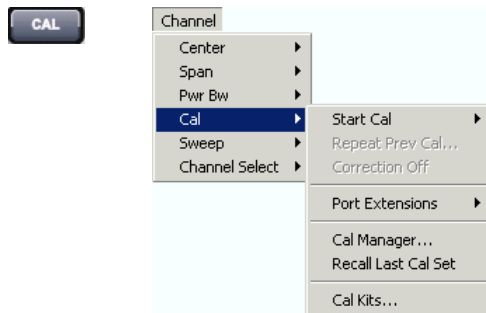 CAL
Channel
Center
Span
Pwr Bw
Cal
Sweep
Channel Select
Start Cal
Repeat Prev Cal...
Correction Off
Port Extensions
Cal Manager...
Recall Last Cal Set
Cal Kits...